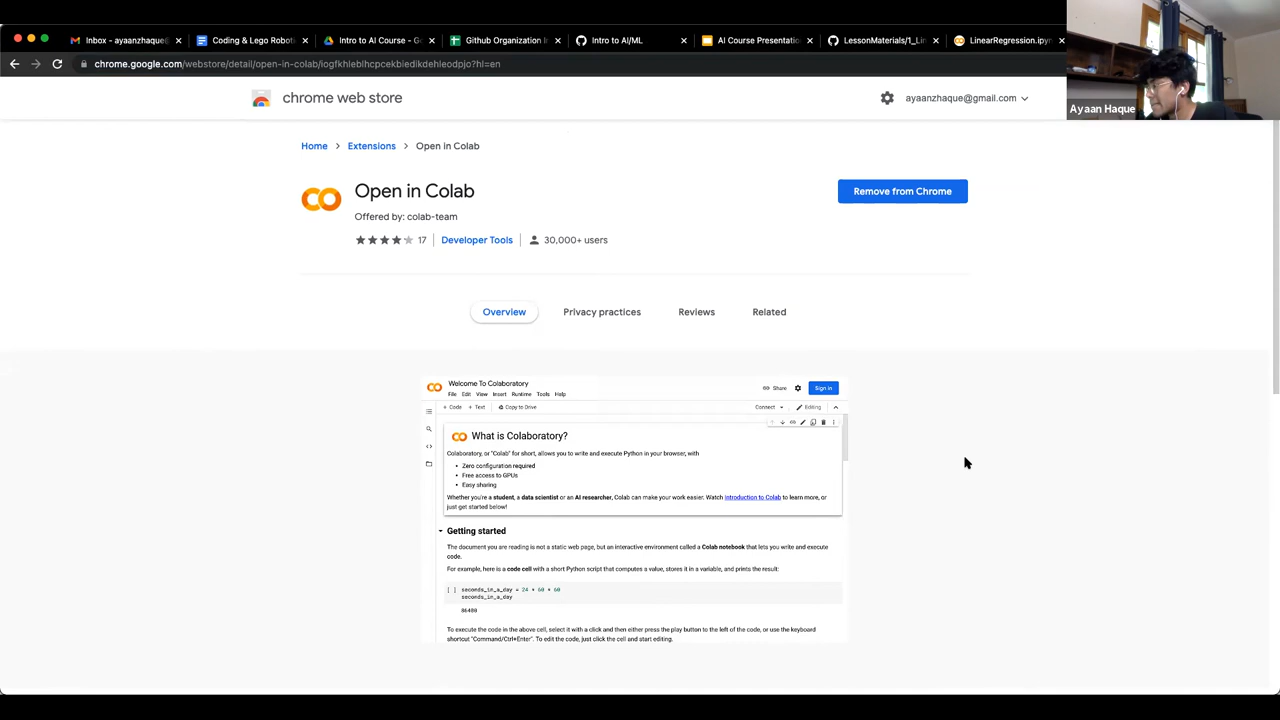 Inbox - ayaanzhaque@
Coding & Lego Robot
Intro to AI Course - G
Github Organization In
Intro to AI/ML
AI Course Presentation
LessonMaterials/1_Lin
LinearRegression.ipyn
chrome.google.com/webstore/detail/open-in-colab/iogfkhleblhcpcekbiedikdehleodpjo?hl=en
Ayaan Haque
chrome web store
ayaanzhaque@gmail.com
Home > Extensions > Open in Colab
Open in Colab
Remove from Chrome
Offered by: colab-team
17
Developer Tools
30,000+ users
Overview
Privacy practices
Reviews
Related
Welcome To Colaboratory
Share
Sign in
File Edit View Insert Runtime Tools Help
+ Code + Text Copy to Drive
Connect
Editing
What is Colaboratory?
Colaboratory, or "Colab" for short, allows you to write and execute Python in your browser, with
• Zero configuration required
• Free access to GPUs
• Easy sharing
Whether you're a student, a data scientist or an AI researcher, Colab can make your work easier. Watch Introduction to Colab to learn more, or
just get started below!
Getting started
The document you are reading is not a static web page, but an interactive environment called a Colab notebook that lets you write and execute
code.
For example, here is a code cell with a short Python script that computes a value, stores it in a variable, and prints the result:
[ ] seconds_in_a_day = 24 * 60 * 60
seconds_in_a_day
86400
To execute the code in the above cell, select it with a click and then either press the play button to the left of the code, or use the keyboard
shortcut "Command/Ctrl+Enter". To edit the code, just click the cell and start editing.